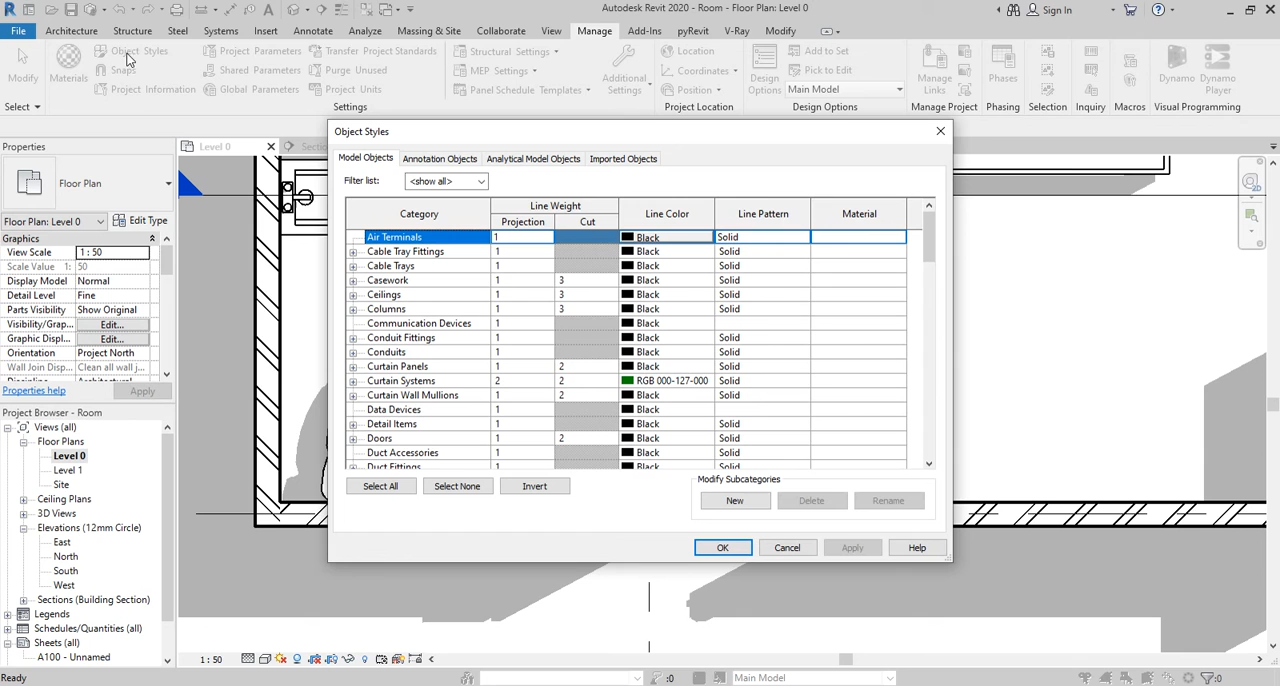 Autodesk Revit 2020 - Room - Floor Plan: Level 0
Sign In
File Architecture Structure Steel Systems Insert Annotate Analyze Massing & Site Collaborate View Manage Add-Ins pyRevit V-Ray Modify
Modify
Materials
Object Styles
Snaps
Project Information
Project Parameters
Shared Parameters
Global Parameters
Transfer Project Standards
Purge Unused
Project Units
Structural Settings
MEP Settings
Panel Schedule Templates
Additional Settings
Location
Coordinates
Position
Design Options
Add to Set
Pick to Edit
Main Model
Manage Links
Phases
Dynamo
Dynamo Player
Select Settings Project Location Design Options Manage Project Phasing Selection Inquiry Macros Visual Programming
Properties
Floor Plan
Floor Plan: Level 0 Edit Type
Graphics
View Scale 1 : 50
Scale Value 1: 50
Display Model Normal
Detail Level Fine
Parts Visibility Show Original
Visibility/Grap... Edit...
Graphic Displ... Edit...
Orientation Project North
Wall Join Disp... Clean all wall j...
Properties help Apply
Project Browser - Room
Views (all)
Floor Plans
Level 0
Level 1
Site
Ceiling Plans
3D Views
Elevations (12mm Circle)
East
North
South
West
Sections (Building Section)
Legends
Schedules/Quantities (all)
Sheets (all)
A100 - Unnamed
Level 0
Object Styles
Model Objects Annotation Objects Analytical Model Objects Imported Objects
Filter list: <show all>
Category Line Weight Line Color Line Pattern Material
Projection Cut
Air Terminals 1 Black Solid
Cable Tray Fittings 1 Black Solid
Cable Trays 1 Black Solid
Casework 1 3 Black Solid
Ceilings 1 3 Black Solid
Columns 1 3 Black Solid
Communication Devices 1 Black
Conduit Fittings 1 Black Solid
Conduits 1 Black Solid
Curtain Panels 1 2 Black Solid
Curtain Systems 2 2 RGB 000-127-000 Solid
Curtain Wall Mullions 1 2 Black Solid
Data Devices 1 Black
Detail Items 1 Black Solid
Doors 1 2 Black Solid
Duct Accessories 1 Black Solid
Duct Fittings 1 Black Solid
Select All Select None Invert
Modify Subcategories
New Delete Rename
OK Cancel Apply Help
1 : 50
Ready :0 Main Model :0